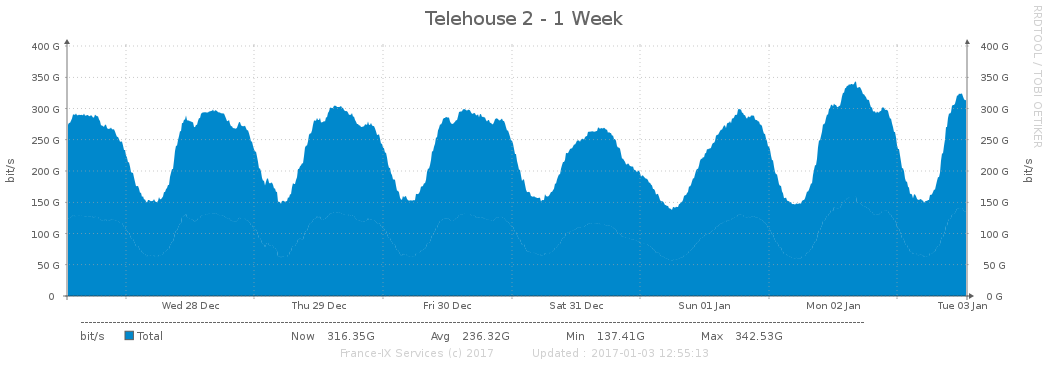 Telehouse 2 - 1 Week
RRDTOOL / TOBI OETIKER
400 G 400 G
350 G 350 G
300 G 300 G
250 G 250 G
200 G 200 G
150 G 150 G
100 G 100 G
50 G 50 G
0 0 G
bit/s bit/s
Wed 28 Dec Thu 29 Dec Fri 30 Dec Sat 31 Dec Sun 01 Jan Mon 02 Jan Tue 03 Jan
bit/s Total Now 316.35G Avg 236.32G Min 137.41G Max 342.53G
France-IX Services (c) 2017 Updated : 2017-01-03 12:55:13